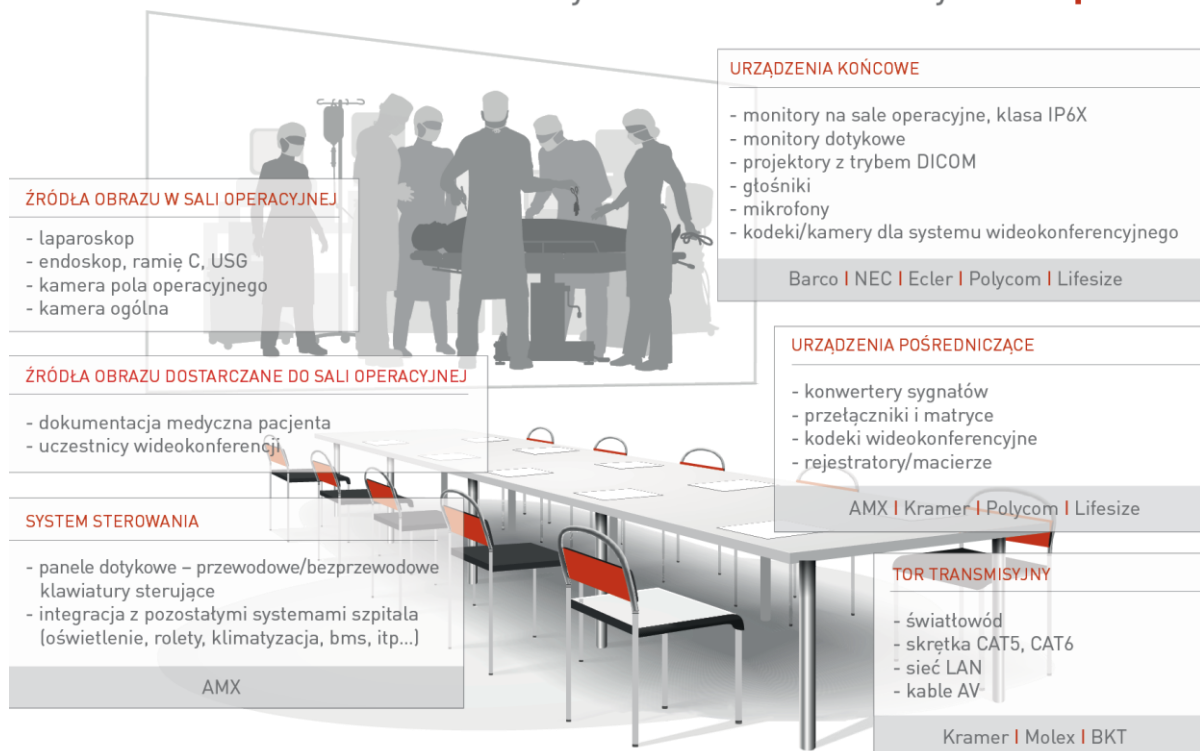 ŹRÓDŁA OBRAZU W SALI OPERACYJNEJ
- laparoskop
- endoskop, ramię C, USG
- kamera pola operacyjnego
- kamera ogólna
ŹRÓDŁA OBRAZU DOSTARCZANE DO SALI OPERACYJNEJ
- dokumentacja medyczna pacjenta
- uczestnicy wideokonferencji
SYSTEM STEROWANIA
- panele dotykowe – przewodowe/bezprzewodowe
klawiatury sterujące
- integracja z pozostałymi systemami szpitala
(oświetlenie, rolety, klimatyzacja, bms, itp...)
AMX
URZĄDZENIA KOŃCOWE
- monitory na sale operacyjne, klasa IP6X
- monitory dotykowe
- projektory z trybem DICOM
- głośniki
- mikrofony
- kodeki/kamery dla systemu wideokonferencyjnego
Barco I NEC I Ecler I Polycom I Lifesize
URZĄDZENIA POŚREDNICZĄCE
- konwertery sygnałów
- przełączniki i matryce
- kodeki wideokonferencyjne
- rejestratory/macierze
AMX I Kramer I Polycom I Lifesize
TOR TRANSMISYJNY
- światłowód
- skrętka CAT5, CAT6
- sieć LAN
- kable AV
Kramer I Molex I BKT